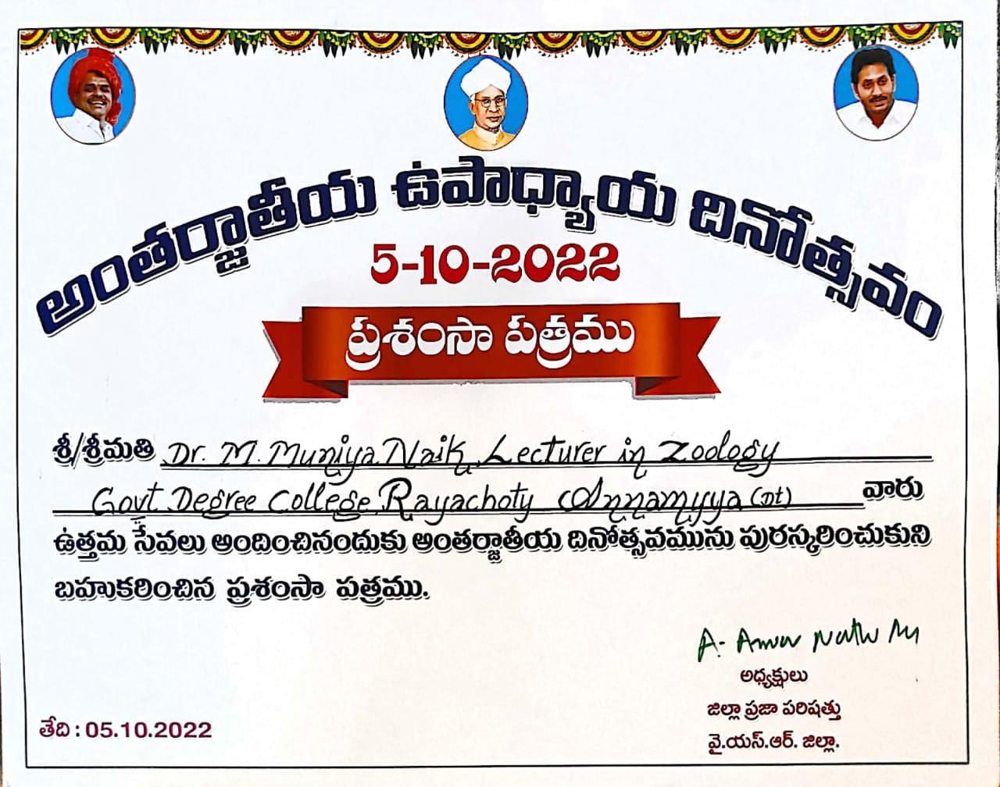 అంతర్జాతీయ ఉపాధ్యాయ దినోత్సవం
5-10-2022
ప్రశంసా పత్రము
శ్రీ/శ్రీమతి Dr. M. Muniya Naik, Lecturer in Zoology
Govt Degree College, Rayachoty Annamyya (Dt) వారు
ఉత్తమ సేవలు అందించినందుకు అంతర్జాతీయ దినోత్సవమును పురస్కరించుకుని
బహుకరించిన ప్రశంసా పత్రము.
A. Amar Nath
అధ్యక్షులు
జిల్లా ప్రజా పరిషత్తు
వై.యస్.ఆర్. జిల్లా.
తేది : 05.10.2022